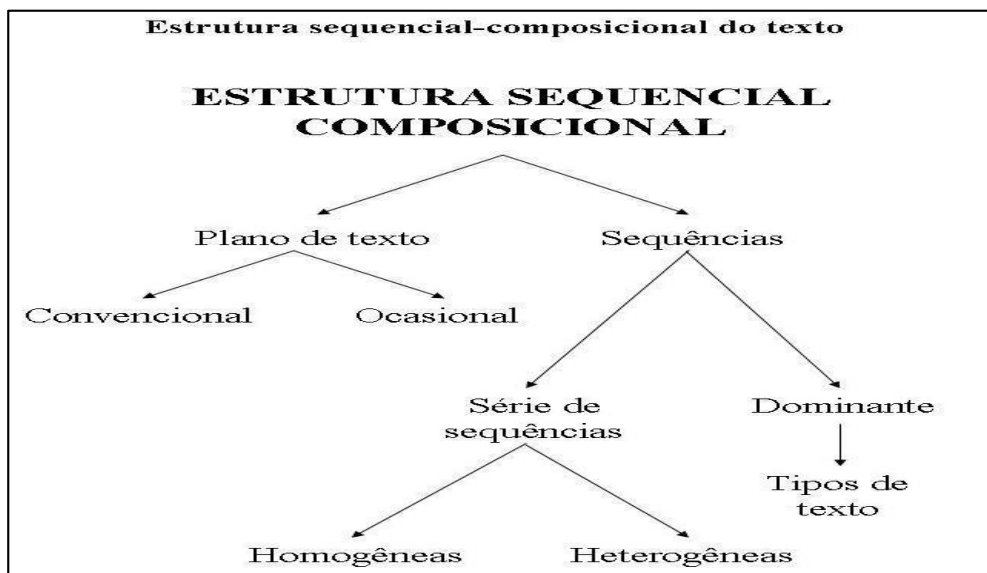 Estrutura sequencial-composicional do texto
ESTRUTURA SEQUENCIAL
COMPOSICIONAL
Plano de texto
Sequências
Convencional
Ocasional
Série de
sequências
Dominante
Tipos de
texto
Homogêneas
Heterogêneas